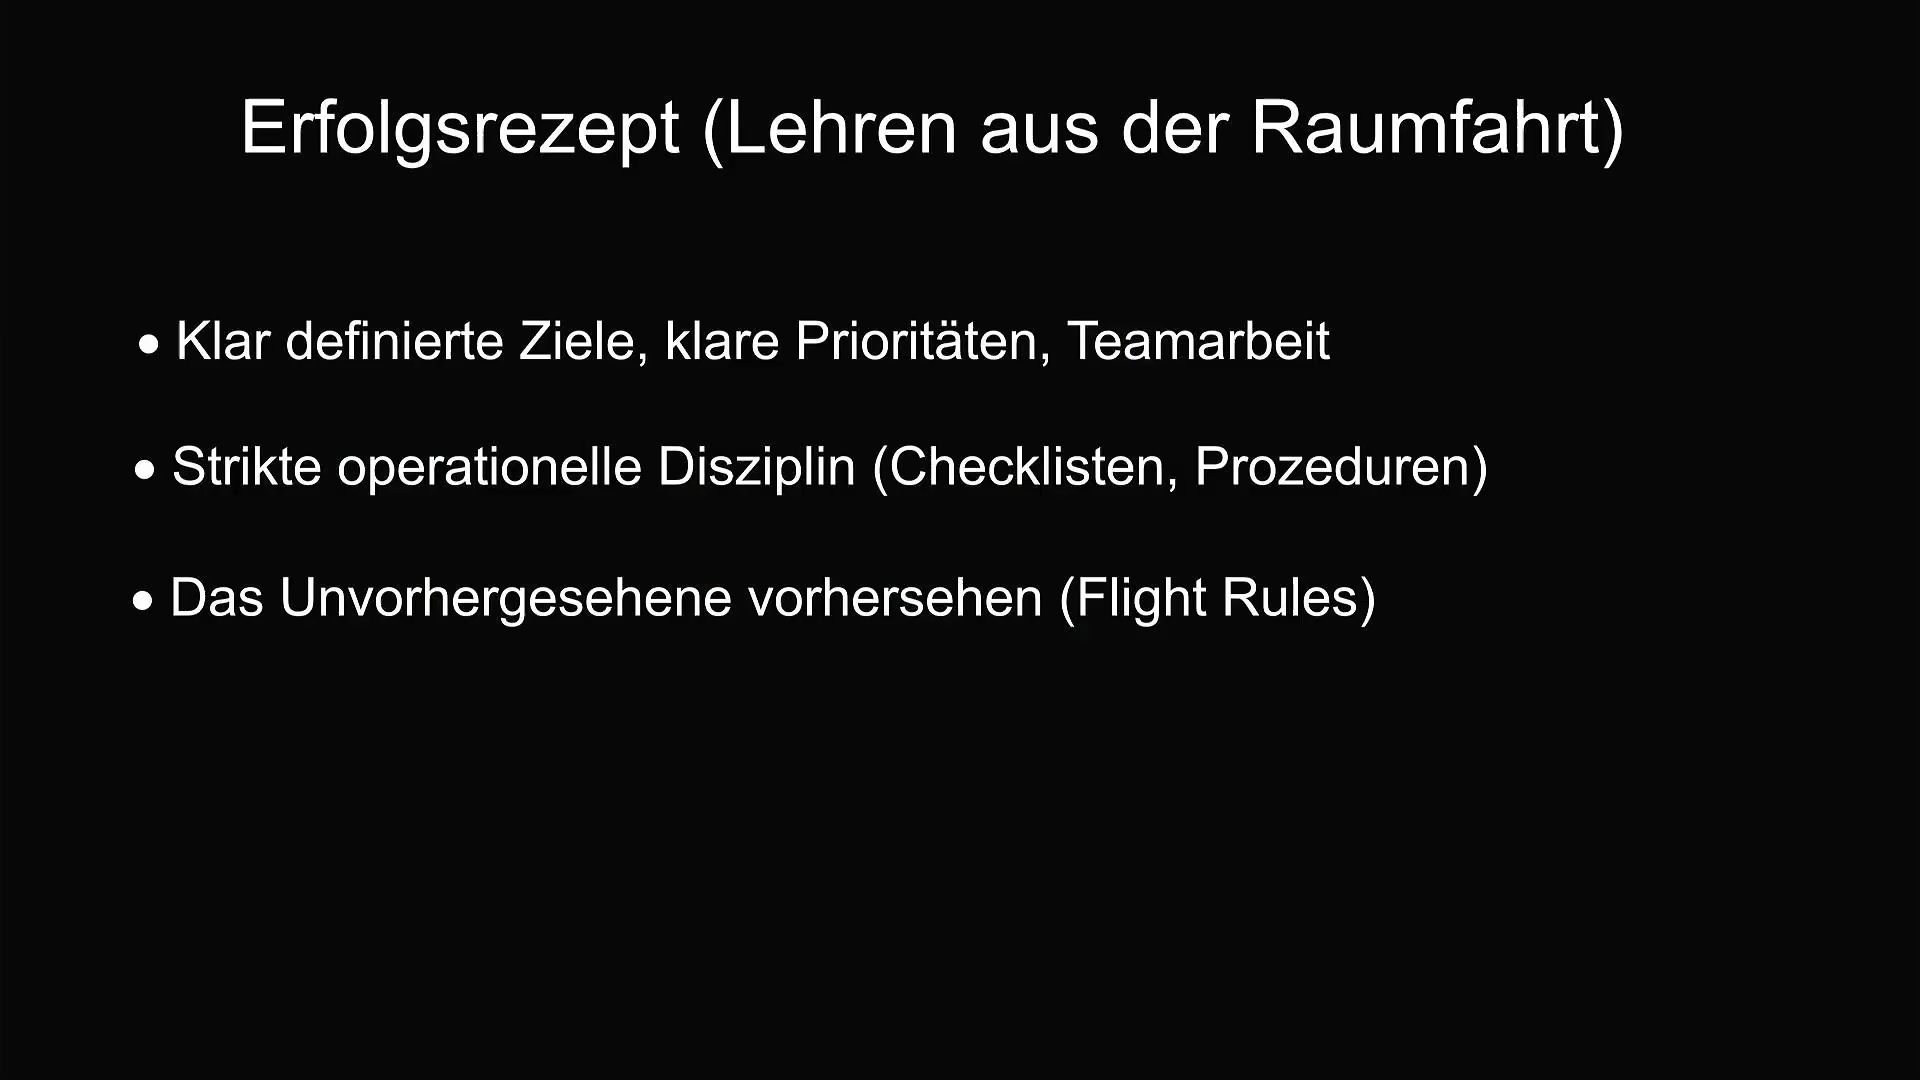 Erfolgsrezept (Lehren aus der Raumfahrt)
• Klar definierte Ziele, klare Prioritäten, Teamarbeit
• Strikte operationelle Disziplin (Checklisten, Prozeduren)
• Das Unvorhergesehene vorhersehen (Flight Rules)